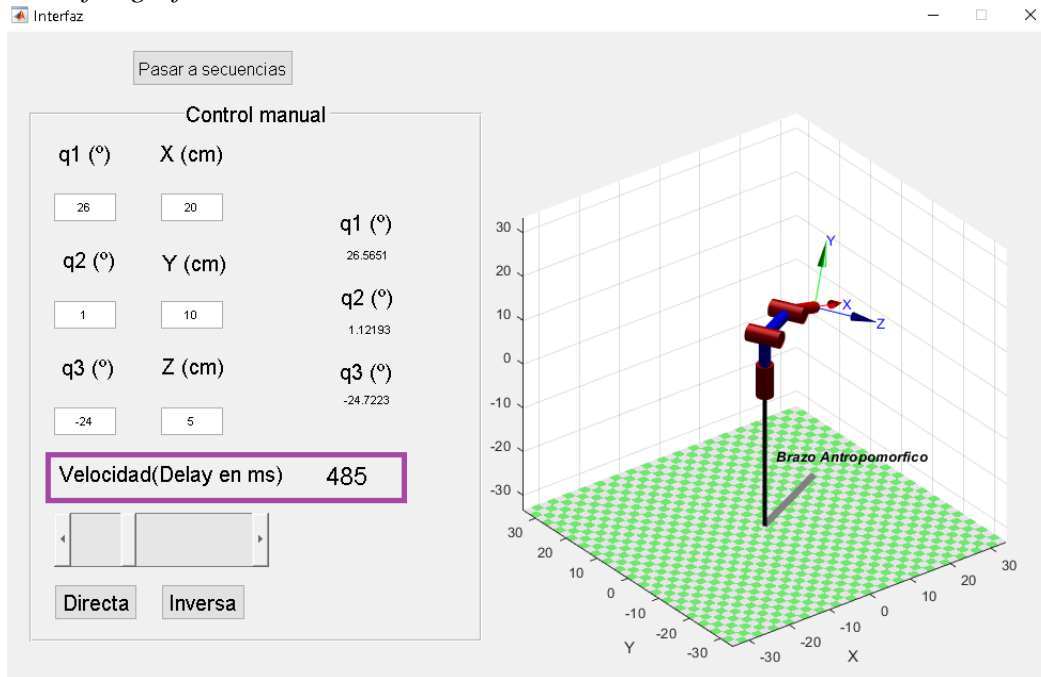 Interfaz
Pasar a secuencias
Control manual
q1 (º) X (cm)
26 20
q1 (º)
26.5651
q2 (º) Y (cm)
q2 (º)
1 10
1.12193
q3 (º) Z (cm)
q3 (º)
-24.7223
-24 5
Velocidad(Delay en ms) 485
Directa Inversa
30
20
10
0
-10
-20
-30
Y
X
Z
Brazo Antropomorfico
30
20
10
0
-10
-20
-30
Y
-30
-20
-10
0
10
20
30
X